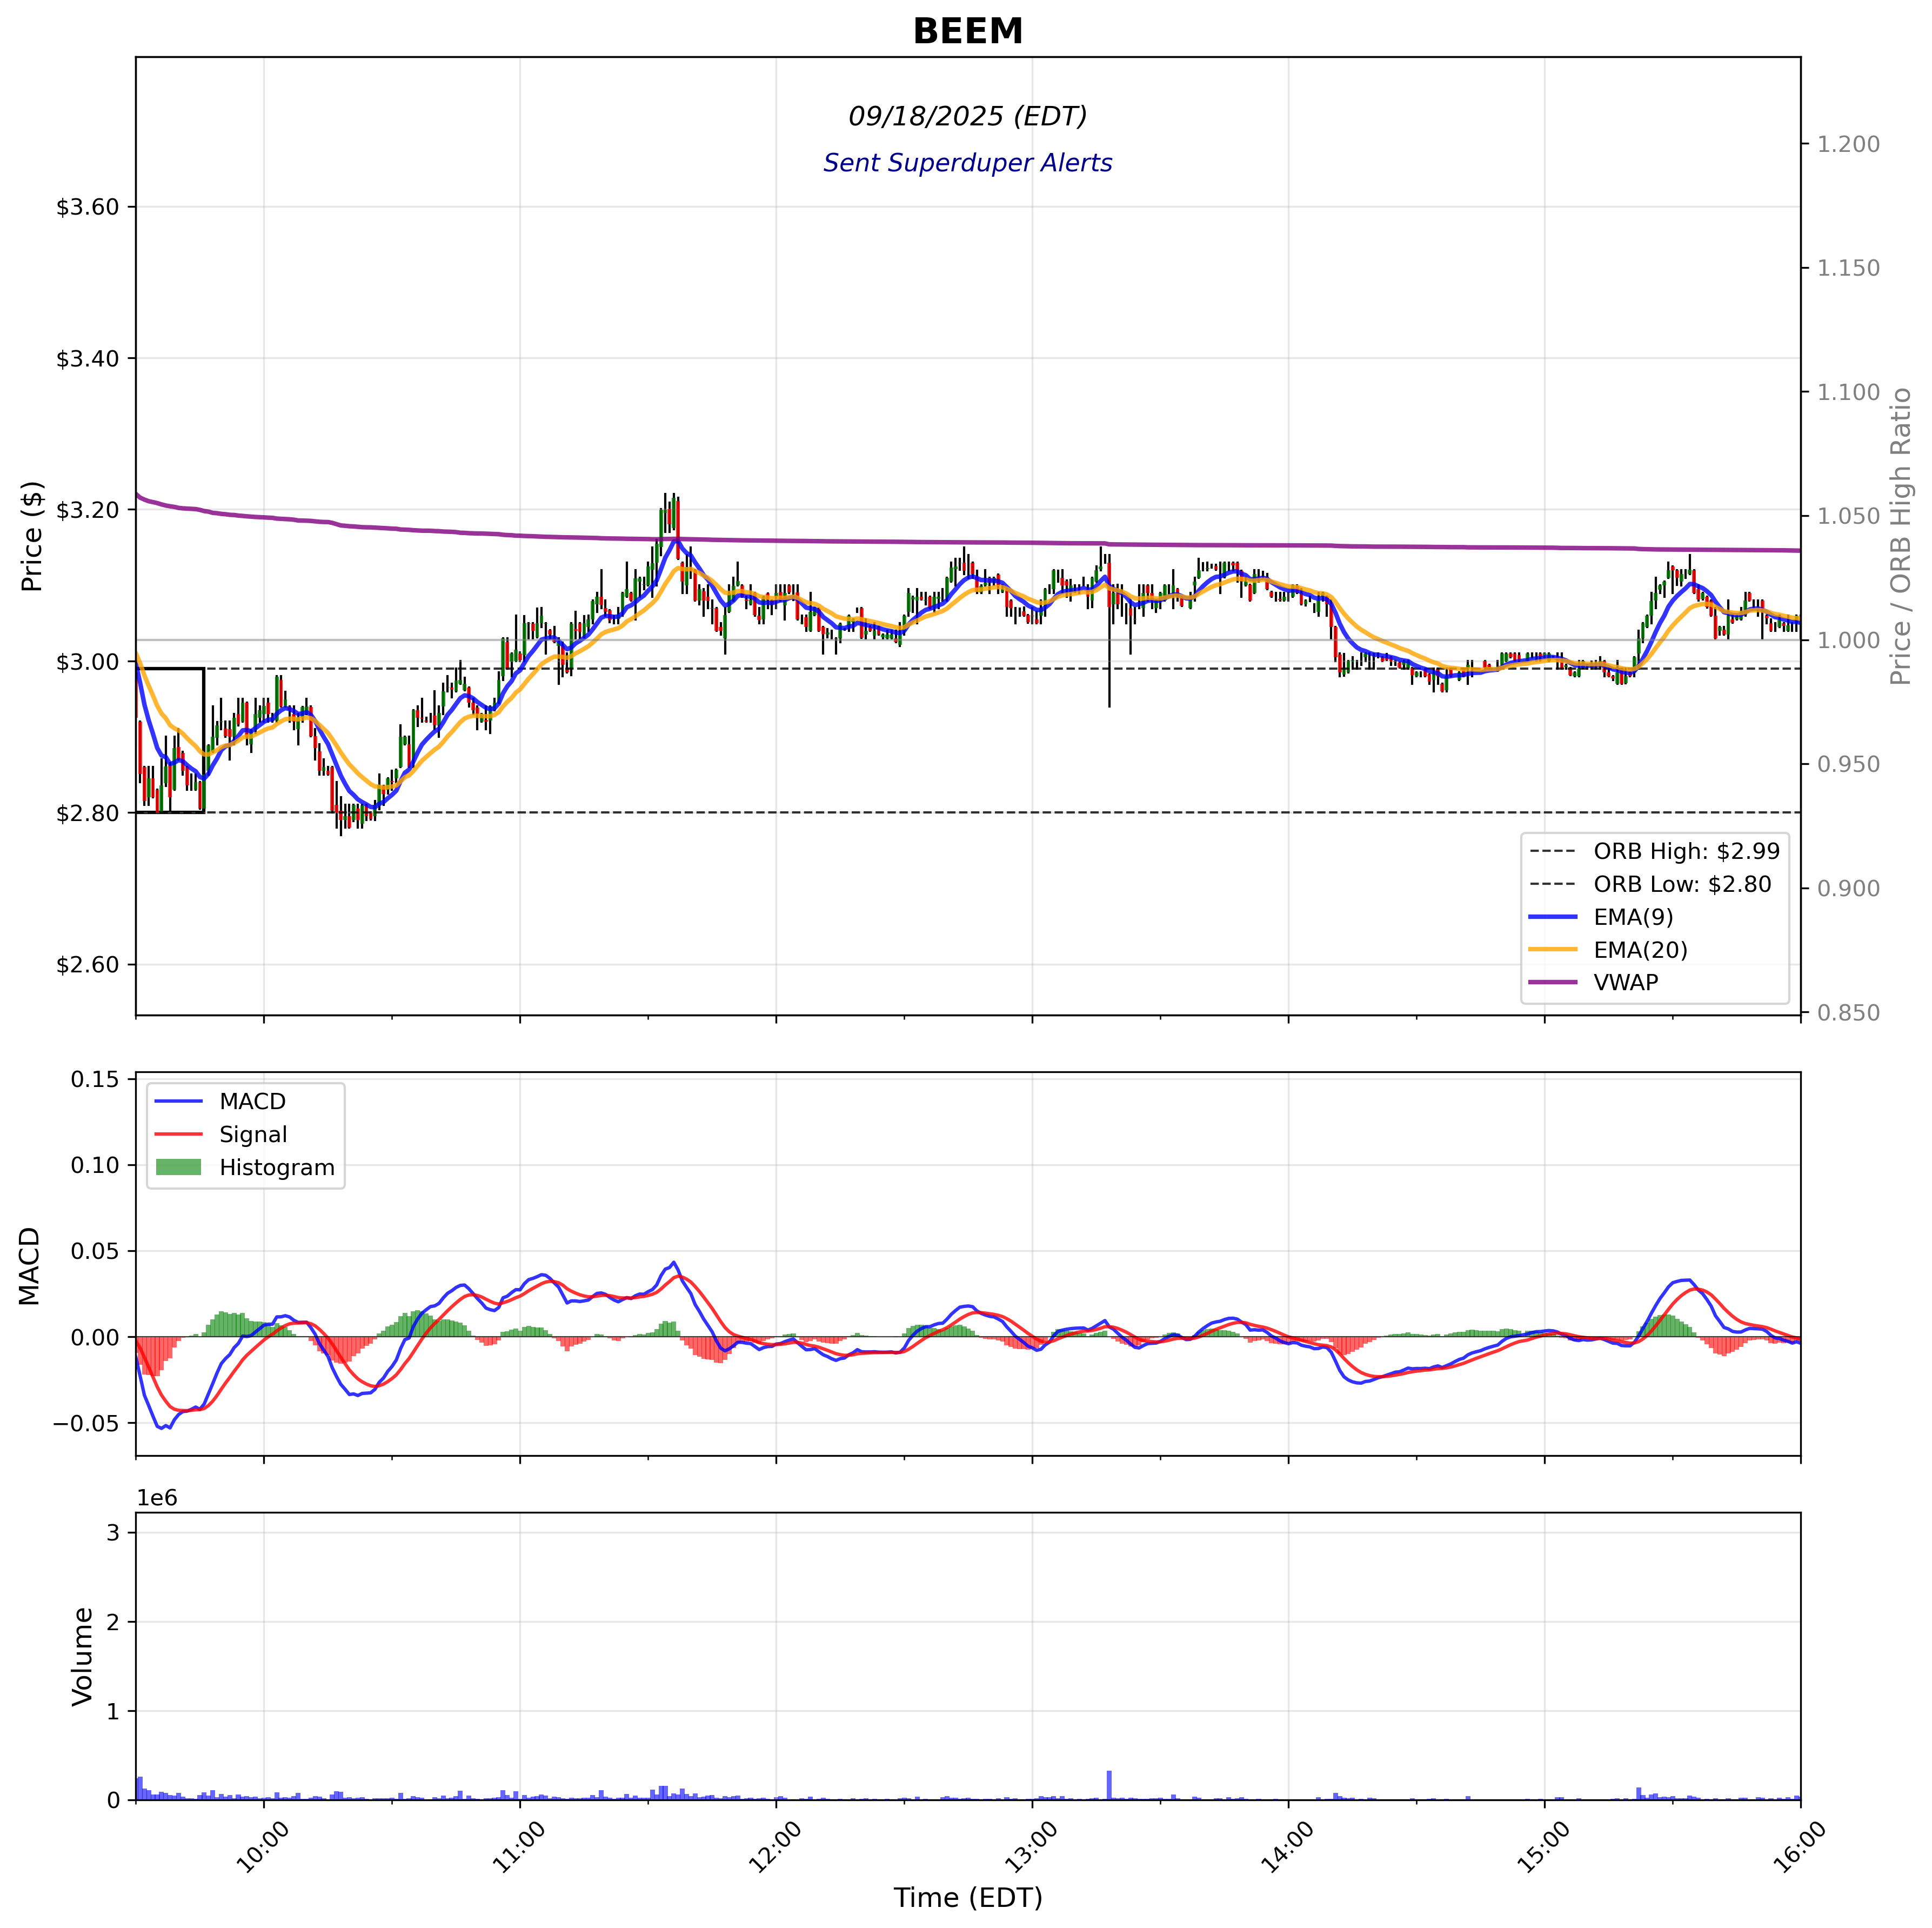 BEEM
09/18/2025 (EDT)
Sent Superduper Alerts
Price ($)
$3.60
$3.40
$3.20
$3.00
$2.80
$2.60
1.200
1.150
1.100
1.050
1.000
0.950
0.900
0.850
Price / ORB High Ratio
ORB High: $2.99
ORB Low: $2.80
EMA(9)
EMA(20)
VWAP
MACD
0.15
0.10
0.05
0.00
−0.05
MACD
Signal
Histogram
1e6
Volume
3
2
1
0
10:00
11:00
12:00
13:00
14:00
15:00
16:00
Time (EDT)